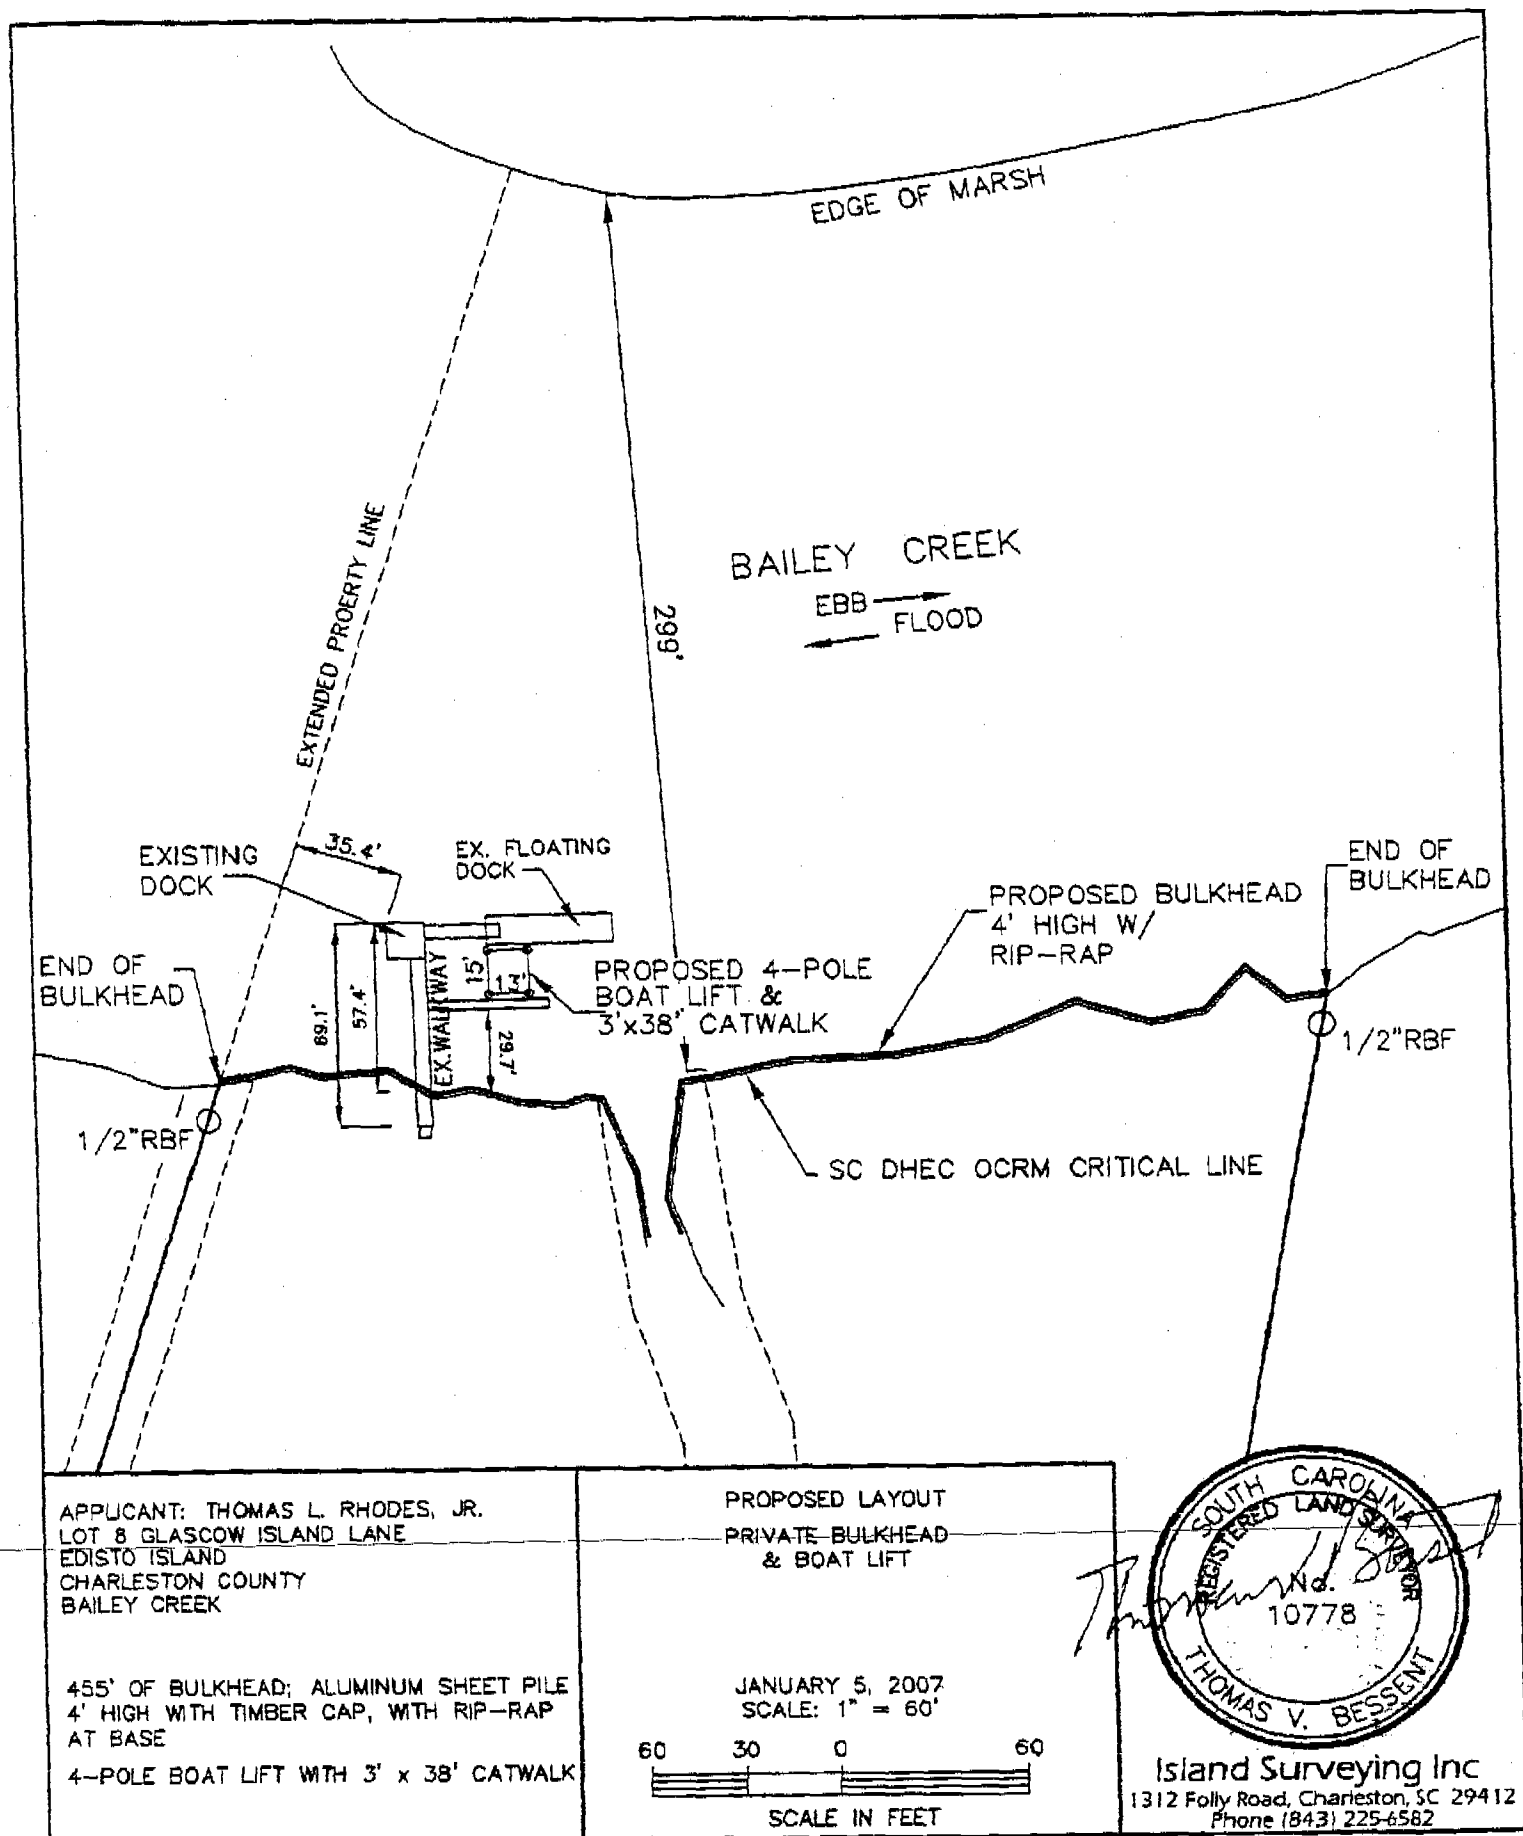 EDGE OF MARSH
EXTENDED PROERTY LINE
299'
BAILEY CREEK
EBB
FLOOD
35.4'
EXISTING
DOCK
EX. FLOATING
DOCK
END OF
BULKHEAD
PROPOSED BULKHEAD
4' HIGH W/
RIP-RAP
END OF
BULKHEAD
89.1'
57.4'
EX.WALKWAY
15'
13'
29.7'
PROPOSED 4-POLE
BOAT LIFT &
3'x38' CATWALK
1/2"RBF
1/2"RBF
SC DHEC OCRM CRITICAL LINE
APPLICANT: THOMAS L. RHODES, JR.
LOT 8 GLASCOW ISLAND LANE
EDISTO ISLAND
CHARLESTON COUNTY
BAILEY CREEK
455' OF BULKHEAD; ALUMINUM SHEET PILE
4' HIGH WITH TIMBER CAP, WITH RIP-RAP
AT BASE
4-POLE BOAT LIFT WITH 3' x 38' CATWALK
PROPOSED LAYOUT
PRIVATE BULKHEAD
& BOAT LIFT
JANUARY 5, 2007
SCALE: 1" = 60'
60 30 0 60
SCALE IN FEET
SOUTH CAROLINA
REGISTERED LAND SURVEYOR
No.
10778
THOMAS V. BESSENT
Island Surveying Inc
1312 Folly Road, Charleston, SC 29412
Phone (843) 225-6582